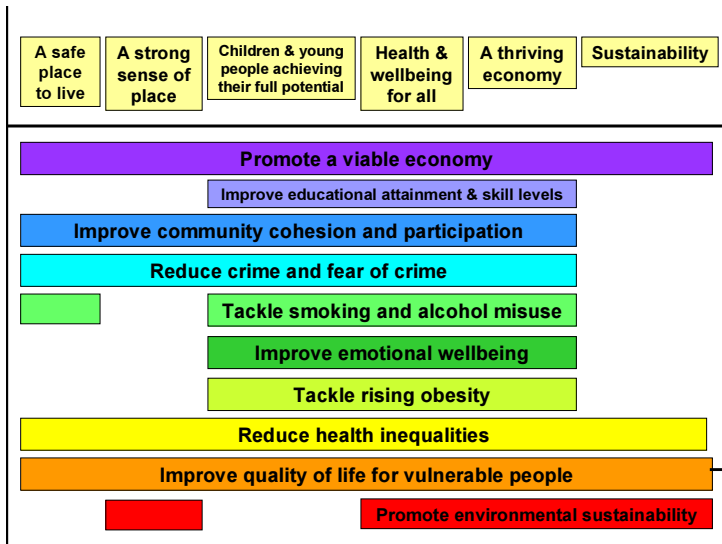 A safe
place
to live
A strong
sense of
place
Children & young
people achieving
their full potential
Health &
wellbeing
for all
A thriving
economy
Sustainability
Promote a viable economy
Improve educational attainment & skill levels
Improve community cohesion and participation
Reduce crime and fear of crime
Tackle smoking and alcohol misuse
Improve emotional wellbeing
Tackle rising obesity
Reduce health inequalities
Improve quality of life for vulnerable people
Promote environmental sustainability